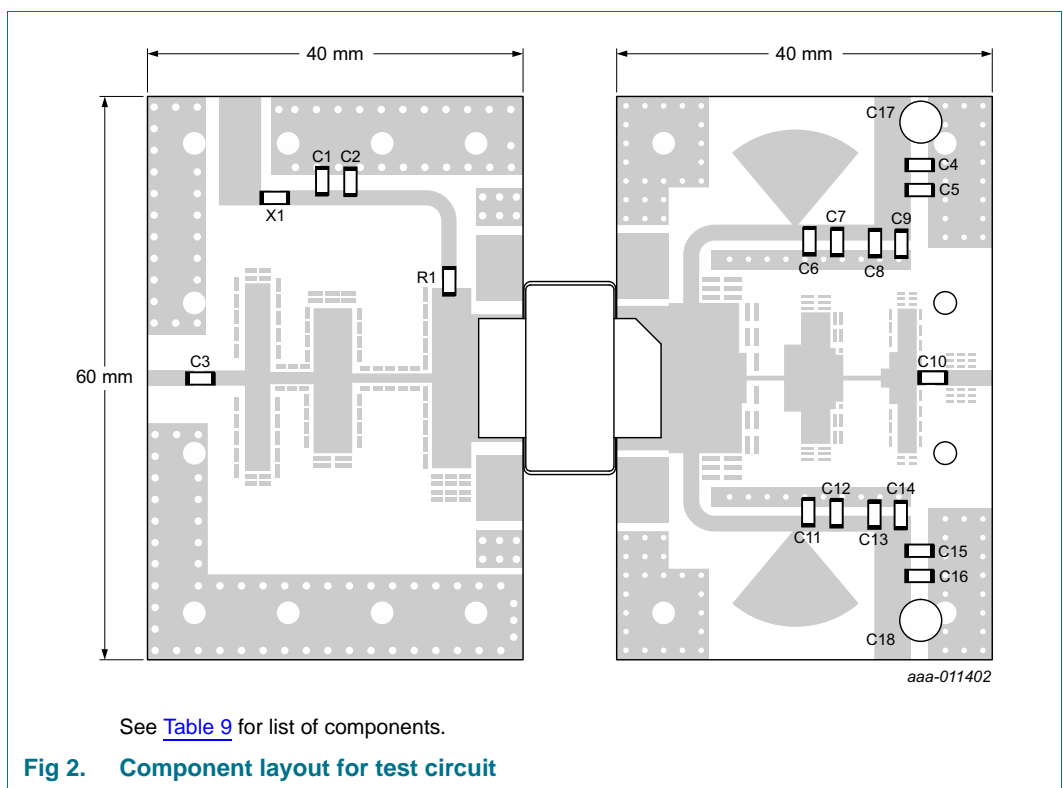 40 mm
40 mm
C17
C4
C1 C2
C5
X1
C7
C9
C6
C8
R1
C3
60 mm
C10
C12
C14
C11
C13
C15
C16
C18
aaa-011402
See Table 9 for list of components.
Fig 2. Component layout for test circuit